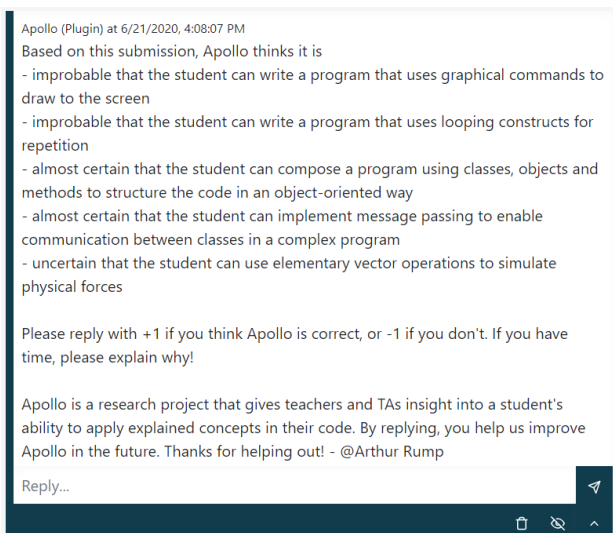 Apollo (Plugin) at 6/21/2020, 4:08:07 PM
Based on this submission, Apollo thinks it is
- improbable that the student can write a program that uses graphical commands to
draw to the screen
- improbable that the student can write a program that uses looping constructs for
repetition
- almost certain that the student can compose a program using classes, objects and
methods to structure the code in an object-oriented way
- almost certain that the student can implement message passing to enable
communication between classes in a complex program
- uncertain that the student can use elementary vector operations to simulate
physical forces
Please reply with +1 if you think Apollo is correct, or -1 if you don't. If you have
time, please explain why!
Apollo is a research project that gives teachers and TAs insight into a student's
ability to apply explained concepts in their code. By replying, you help us improve
Apollo in the future. Thanks for helping out! - @Arthur Rump
Reply...